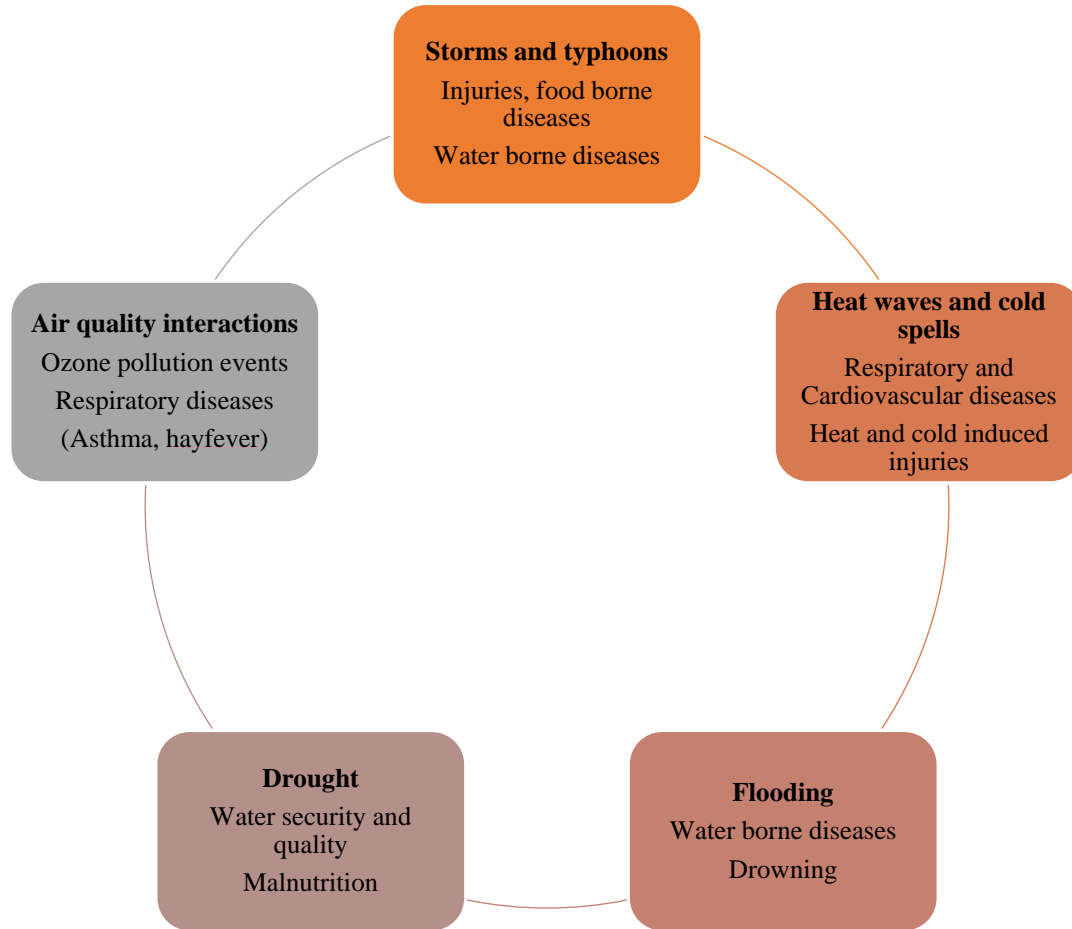 Storms and typhoons
Injuries, food borne
diseases
Water borne diseases
Heat waves and cold
spells
Respiratory and
Cardiovascular diseases
Heat and cold induced
injuries
Flooding
Water borne diseases
Drowning
Drought
Water security and
quality
Malnutrition
Air quality interactions
Ozone pollution events
Respiratory diseases
(Asthma, hayfever)